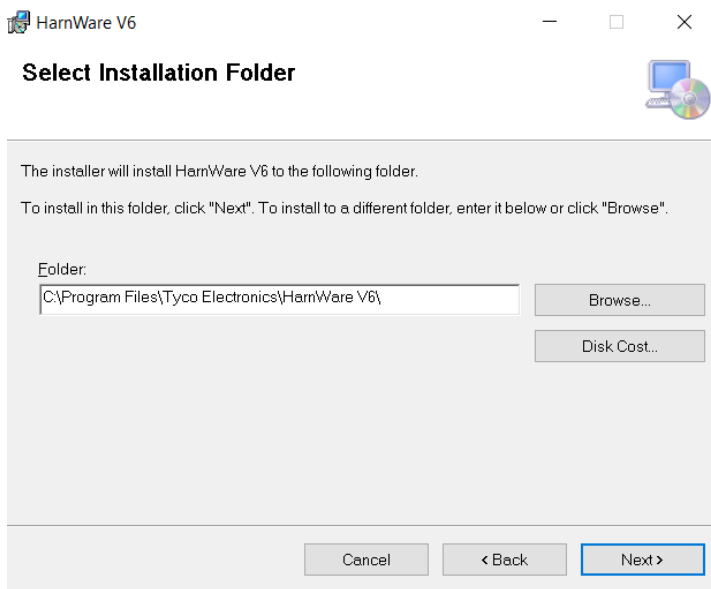 HarnWare V6
Select Installation Folder
The installer will install HarnWare V6 to the following folder.
To install in this folder, click "Next". To install to a different folder, enter it below or click "Browse".
Folder:
C:\Program Files\Tyco Electronics\HarnWare V6\
Browse...
Disk Cost...
Cancel
< Back
Next >